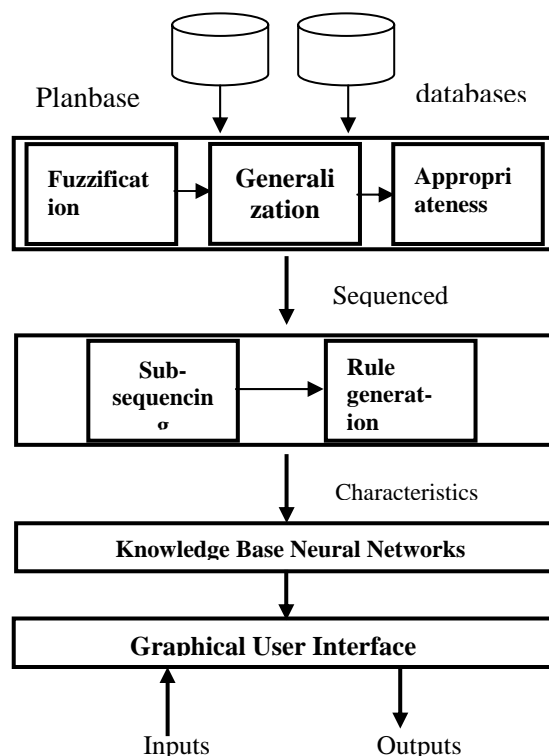 Planbase
databases
Fuzzificat
ion
Generali
zation
Appropri
ateness
Sequenced
Sub-
sequencin
g
Rule
generat-
ion
Characteristics
Knowledge Base Neural Networks
Graphical User Interface
Inputs
Outputs